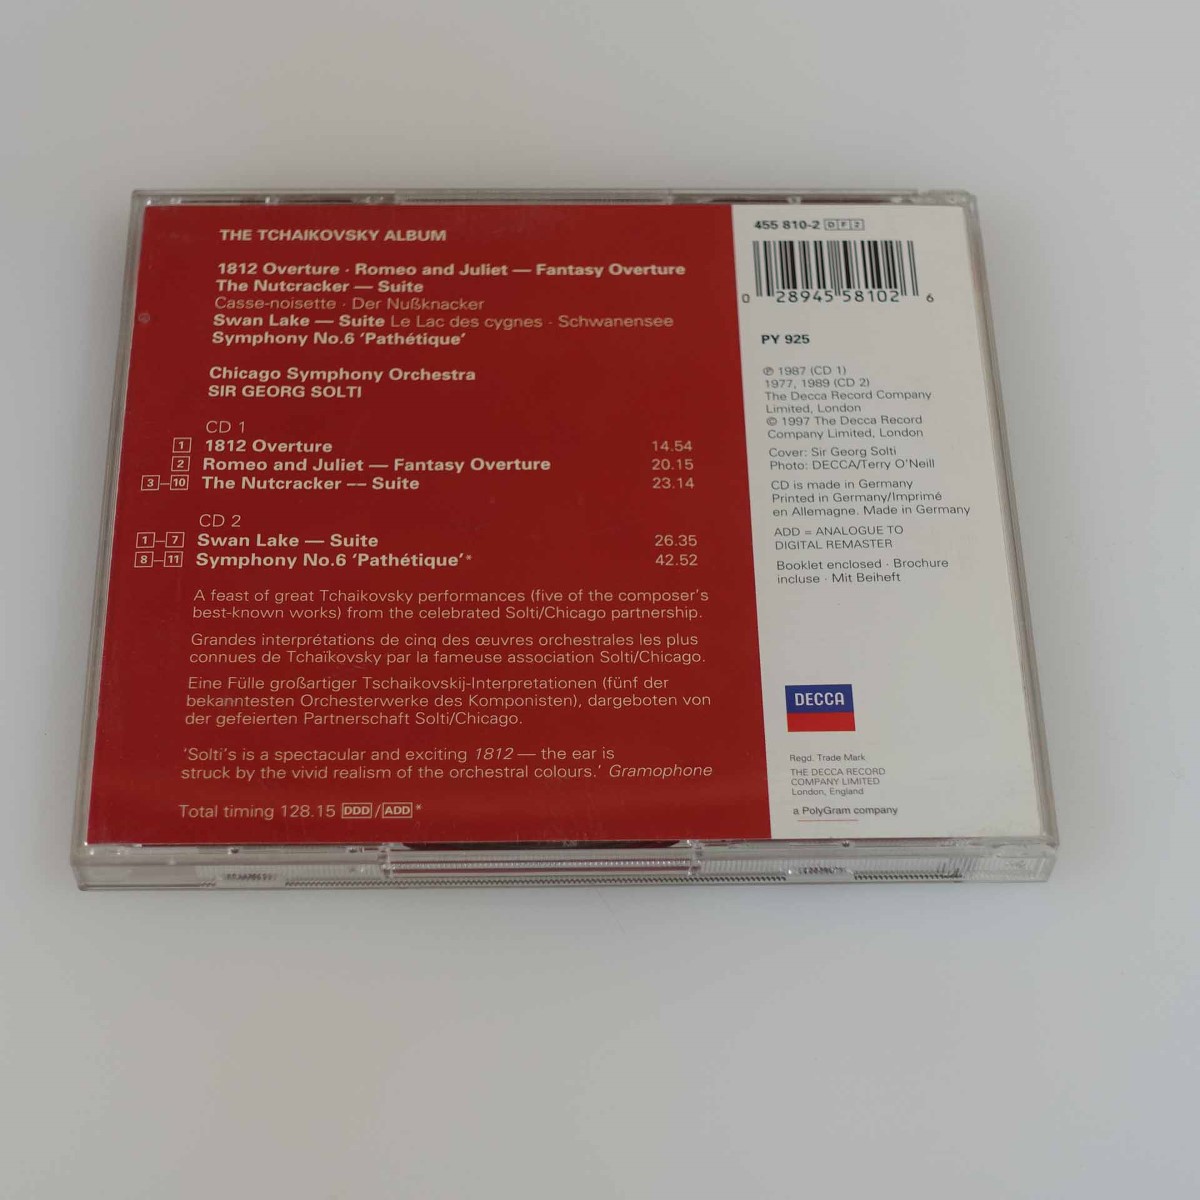 THE TCHAIKOVSKY ALBUM
1812 Overture · Romeo and Juliet — Fantasy Overture
The Nutcracker — Suite
Casse-noisette · Der Nußknacker
Swan Lake — Suite Le Lac des cygnes · Schwanensee
Symphony No.6 ‘Pathétique’
Chicago Symphony Orchestra
SIR GEORG SOLTI
CD 1
1 1812 Overture 14.54
2 Romeo and Juliet — Fantasy Overture 20.15
3–10 The Nutcracker –– Suite 23.14
CD 2
1–7 Swan Lake — Suite 26.35
8–11 Symphony No.6 ‘Pathétique’* 42.52
A feast of great Tchaikovsky performances (five of the composer's
best-known works) from the celebrated Solti/Chicago partnership.
Grandes interprétations de cinq des œuvres orchestrales les plus
connues de Tchaïkovsky par la fameuse association Solti/Chicago.
Eine Fülle großartiger Tschaikovskij-Interpretationen (fünf der
bekanntesten Orchesterwerke des Komponisten), dargeboten von
der gefeierten Partnerschaft Solti/Chicago.
‘Solti's is a spectacular and exciting 1812 — the ear is
struck by the vivid realism of the orchestral colours.’ Gramophone
Total timing 128.15 DDD/ADD*
455 810-2 DF2
0 28945 58102 6
PY 925
℗ 1987 (CD 1)
1977, 1989 (CD 2)
The Decca Record Company
Limited, London
© 1997 The Decca Record
Company Limited, London
Cover: Sir Georg Solti
Photo: DECCA/Terry O'Neill
CD is made in Germany
Printed in Germany/Imprimé
en Allemagne. Made in Germany
ADD = ANALOGUE TO
DIGITAL REMASTER
Booklet enclosed · Brochure
incluse · Mit Beiheft
DECCA
Regd. Trade Mark
THE DECCA RECORD
COMPANY LIMITED
London, England
a PolyGram company